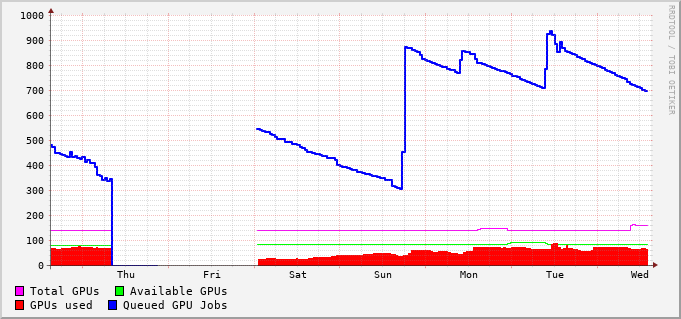 1000
900
800
700
600
500
400
300
200
100
0
Thu Fri Sat Sun Mon Tue Wed
RRDTOOL / TOBI OETIKER
Total GPUs Available GPUs
GPUs used Queued GPU Jobs